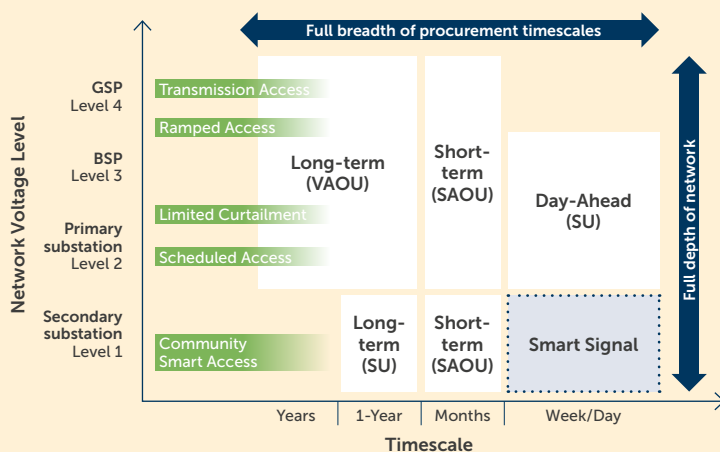 Full breadth of procurement timescales
Network Voltage Level
GSP
Level 4
BSP
Level 3
Primary
substation
Level 2
Secondary
substation
Level 1
Transmission Access
Ramped Access
Limited Curtailment
Scheduled Access
Community
Smart Access
Long-term
(VAOU)
Short-
term
(SAOU)
Day-Ahead
(SU)
Long-
term
(SU)
Short-
term
(SAOU)
Smart Signal
Full depth of network
Years
1-Year
Months
Week/Day
Timescale